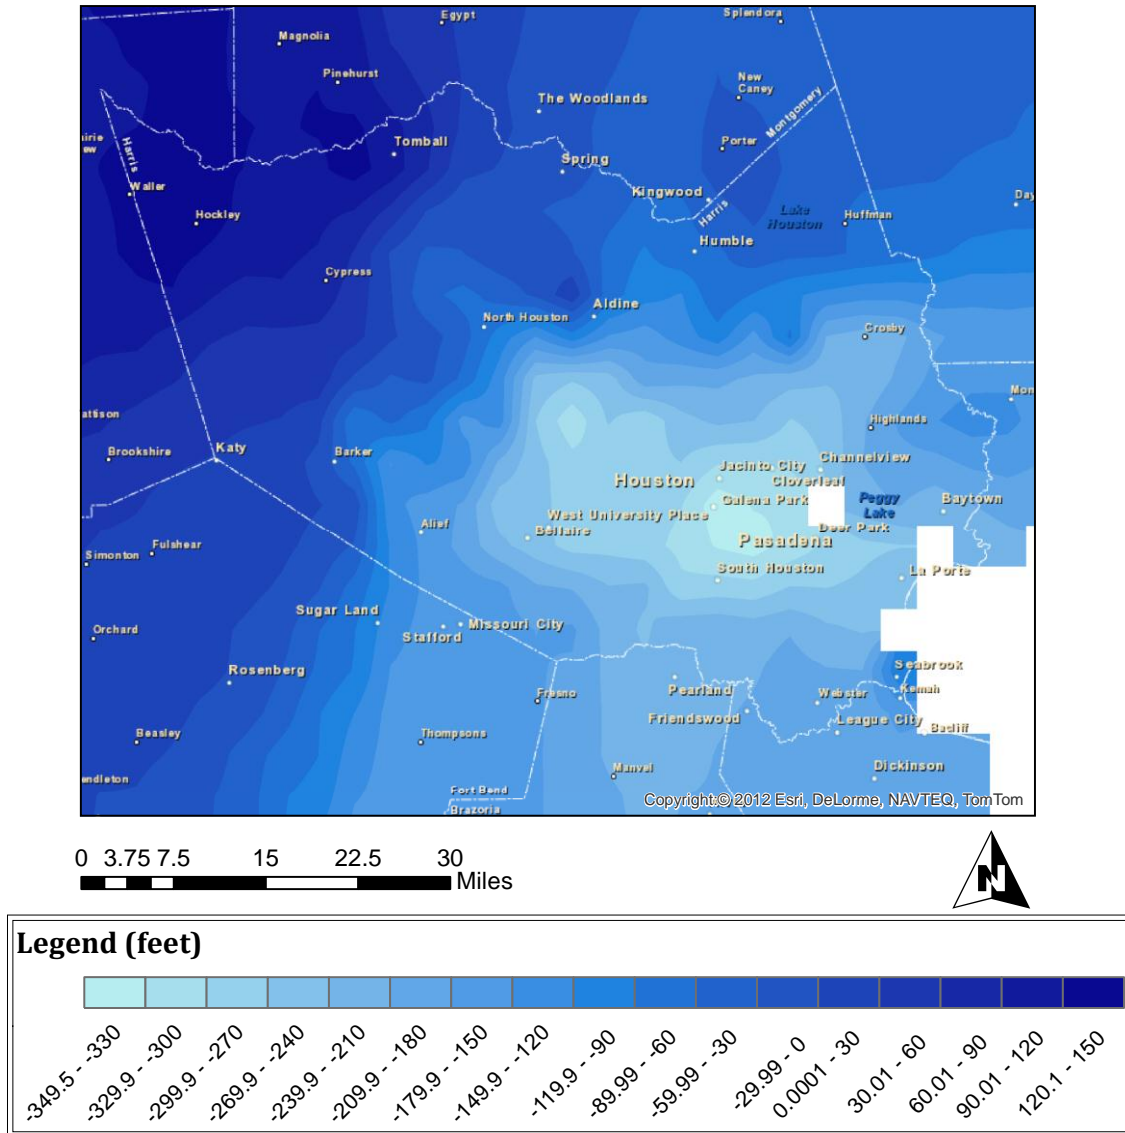 Egypt
Splendora
Magnolia
Pinehurst
New
Caney
The Woodlands
Montgomery
irie
ew
Harris
Tomball
Porter
Spring
Waller
Kingwood
Harris
Day
Hockley
Lake
Houston
Huffman
Humble
Cypress
Aldine
North Houston
Crosby
Mon
attison
Highlands
Brookshire
Katy
Barker
Channelview
Jacinto City
Houston
Cloverleaf
Galena Park
Peggy
Lake
Baytown
West University Place
Alief
Bellaire
Deer Park
Pasadena
Simonton
Fulshear
South Houston
La Porte
Sugar Land
Orchard
Stafford
Missouri City
Rosenberg
Seabrook
Pearland
Fresno
Webster
Kemah
Friendswood
League City
Bacliff
Beasley
Thompsons
Manvel
Dickinson
endleton
Fort Bend
Brazoria
Copyright:© 2012 Esri, DeLorme, NAVTEQ, TomTom
0 3.75 7.5 15 22.5 30
Miles
N
Legend (feet)
-349.5 - -330
-329.9 - -300
-299.9 - -270
-269.9 - -240
-239.9 - -210
-209.9 - -180
-179.9 - -150
-149.9 - -120
-119.9 - -90
-89.99 - -60
-59.99 - -30
-29.99 - 0
0.0001 - 30
30.01 - 60
60.01 - 90
90.01 - 120
120.1 - 150